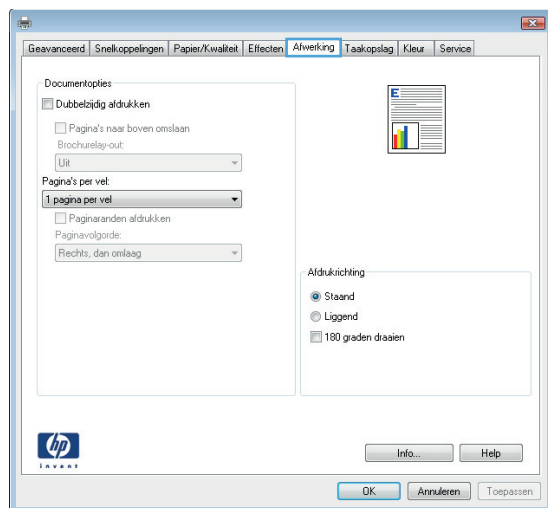 Geavanceerd Snelkoppelingen Papier/Kwaliteit Effecten Afwerking Taakopslag Kleur Service
Documentopties
Dubbelzijdig afdrukken
Pagina's naar boven omslaan
Brochurelay-out:
Uit
Pagina's per vel:
1 pagina per vel
Paginaranden afdrukken
Paginavolgorde:
Rechts, dan omlaag
E
Afdrukrichting
Staand
Liggend
180 graden draaien
hp
invent
Info... Help
OK Annuleren Toepassen